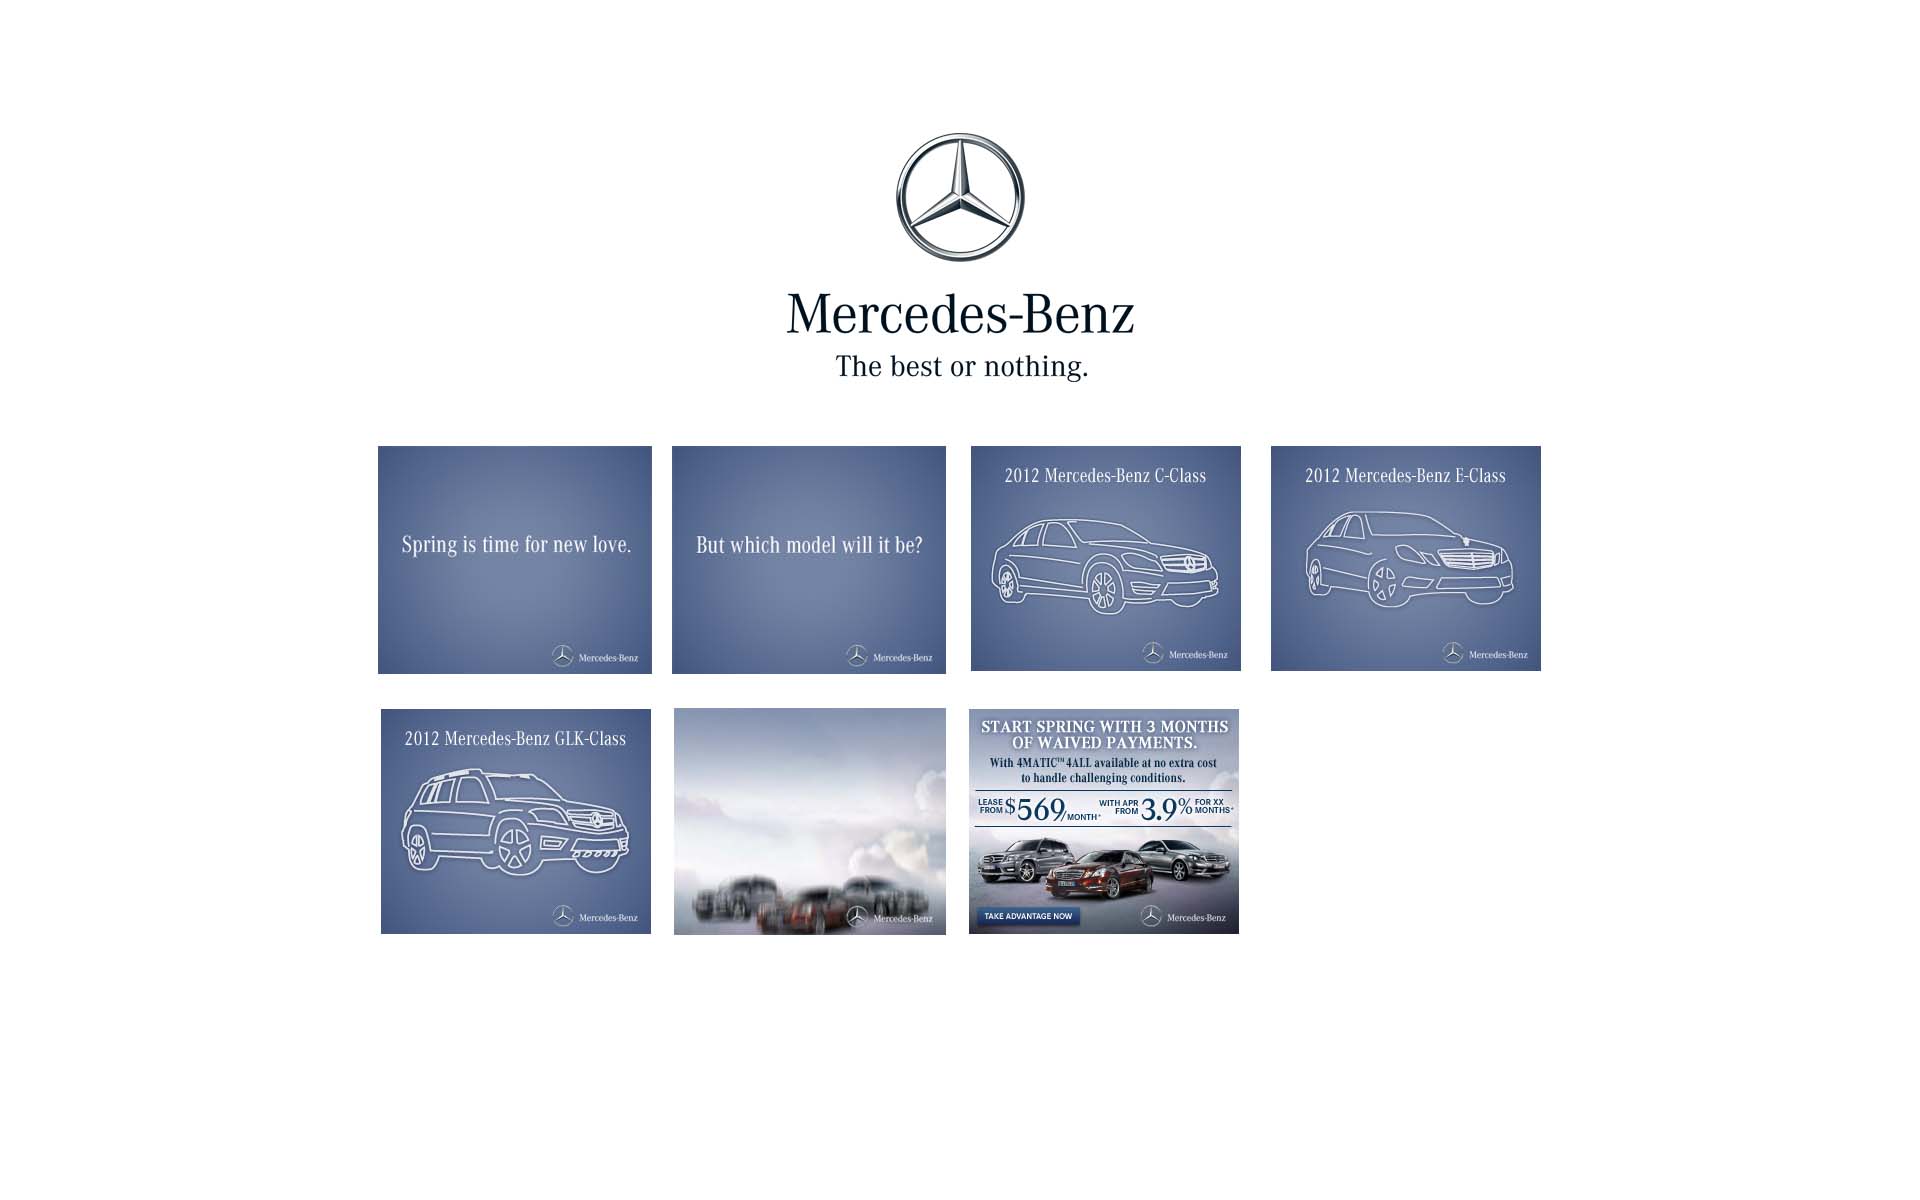 Mercedes-Benz
The best or nothing.
Spring is time for new love.
Mercedes-Benz
But which model will it be?
Mercedes-Benz
2012 Mercedes-Benz C-Class
Mercedes-Benz
2012 Mercedes-Benz E-Class
Mercedes-Benz
2012 Mercedes-Benz GLK-Class
Mercedes-Benz
Mercedes-Benz
START SPRING WITH 3 MONTHS
OF WAIVED PAYMENTS.
With 4MATIC™ 4ALL available at no extra cost
to handle challenging conditions.
LEASE FROM $569/MONTH* WITH APR FROM 3.9% FOR XX MONTHS*
TAKE ADVANTAGE NOW
Mercedes-Benz